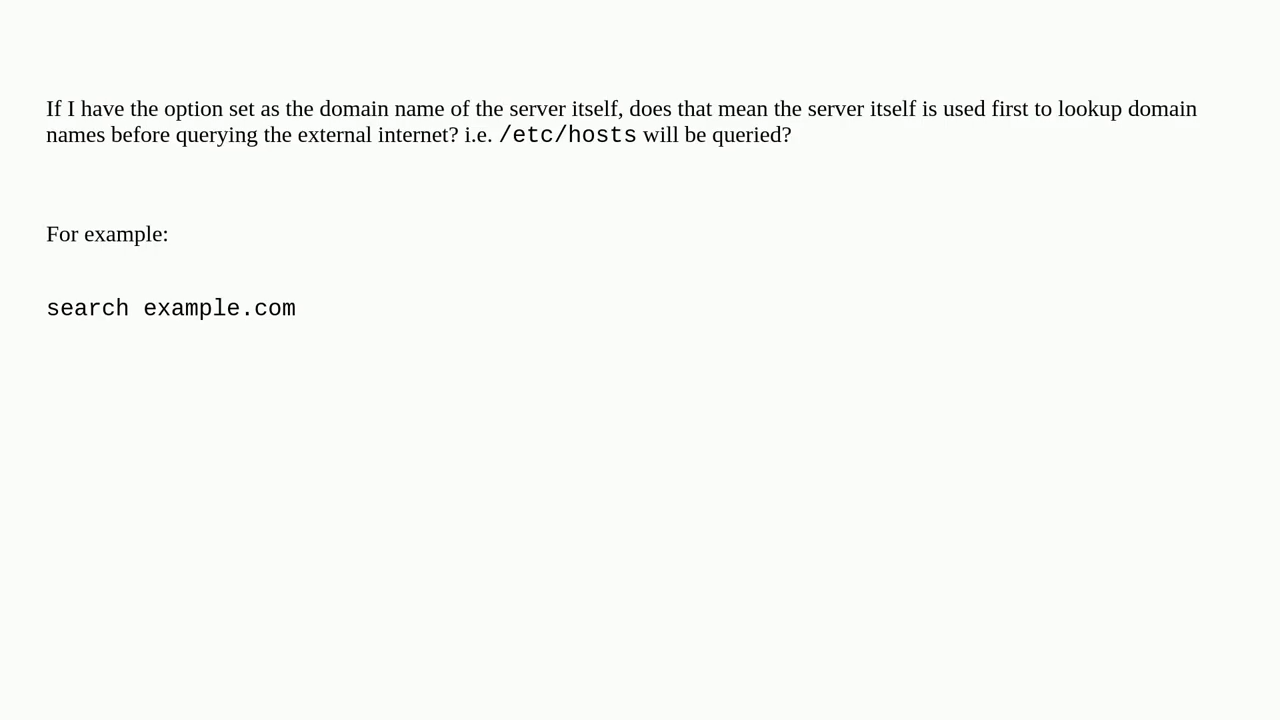 If I have the option set as the domain name of the server itself, does that mean the server itself is used first to lookup domain
names before querying the external internet? i.e. /etc/hosts will be queried?
For example:
search example.com